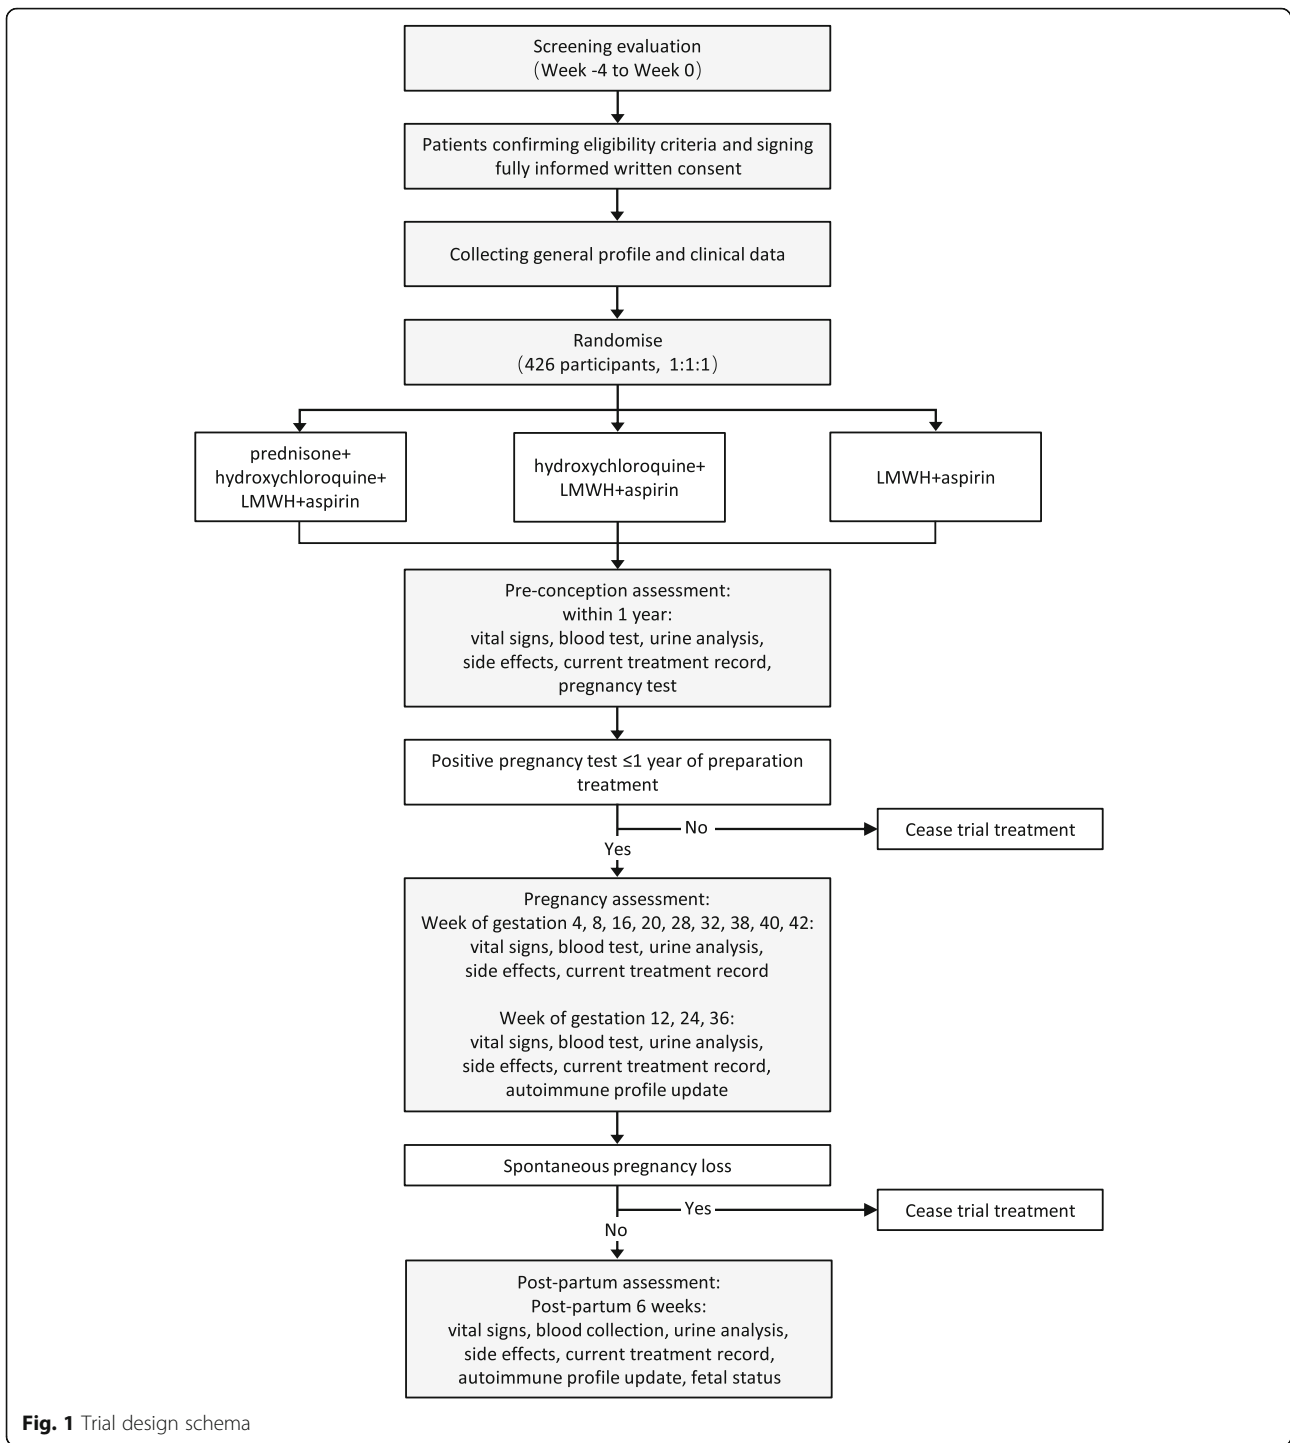 Screening evaluation
（Week -4 to Week 0）
Patients confirming eligibility criteria and signing
fully informed written consent
Collecting general profile and clinical data
Randomise
（426 participants, 1:1:1）
prednisone+
hydroxychloroquine+
LMWH+aspirin
hydroxychloroquine+
LMWH+aspirin
LMWH+aspirin
Pre-conception assessment:
within 1 year:
vital signs, blood test, urine analysis,
side effects, current treatment record,
pregnancy test
Positive pregnancy test ≤1 year of preparation
treatment
No
Cease trial treatment
Yes
Pregnancy assessment:
Week of gestation 4, 8, 16, 20, 28, 32, 38, 40, 42:
vital signs, blood test, urine analysis,
side effects, current treatment record
Week of gestation 12, 24, 36:
vital signs, blood test, urine analysis,
side effects, current treatment record,
autoimmune profile update
Spontaneous pregnancy loss
Yes
Cease trial treatment
No
Post-partum assessment:
Post-partum 6 weeks:
vital signs, blood collection, urine analysis,
side effects, current treatment record,
autoimmune profile update, fetal status
Fig. 1 Trial design schema